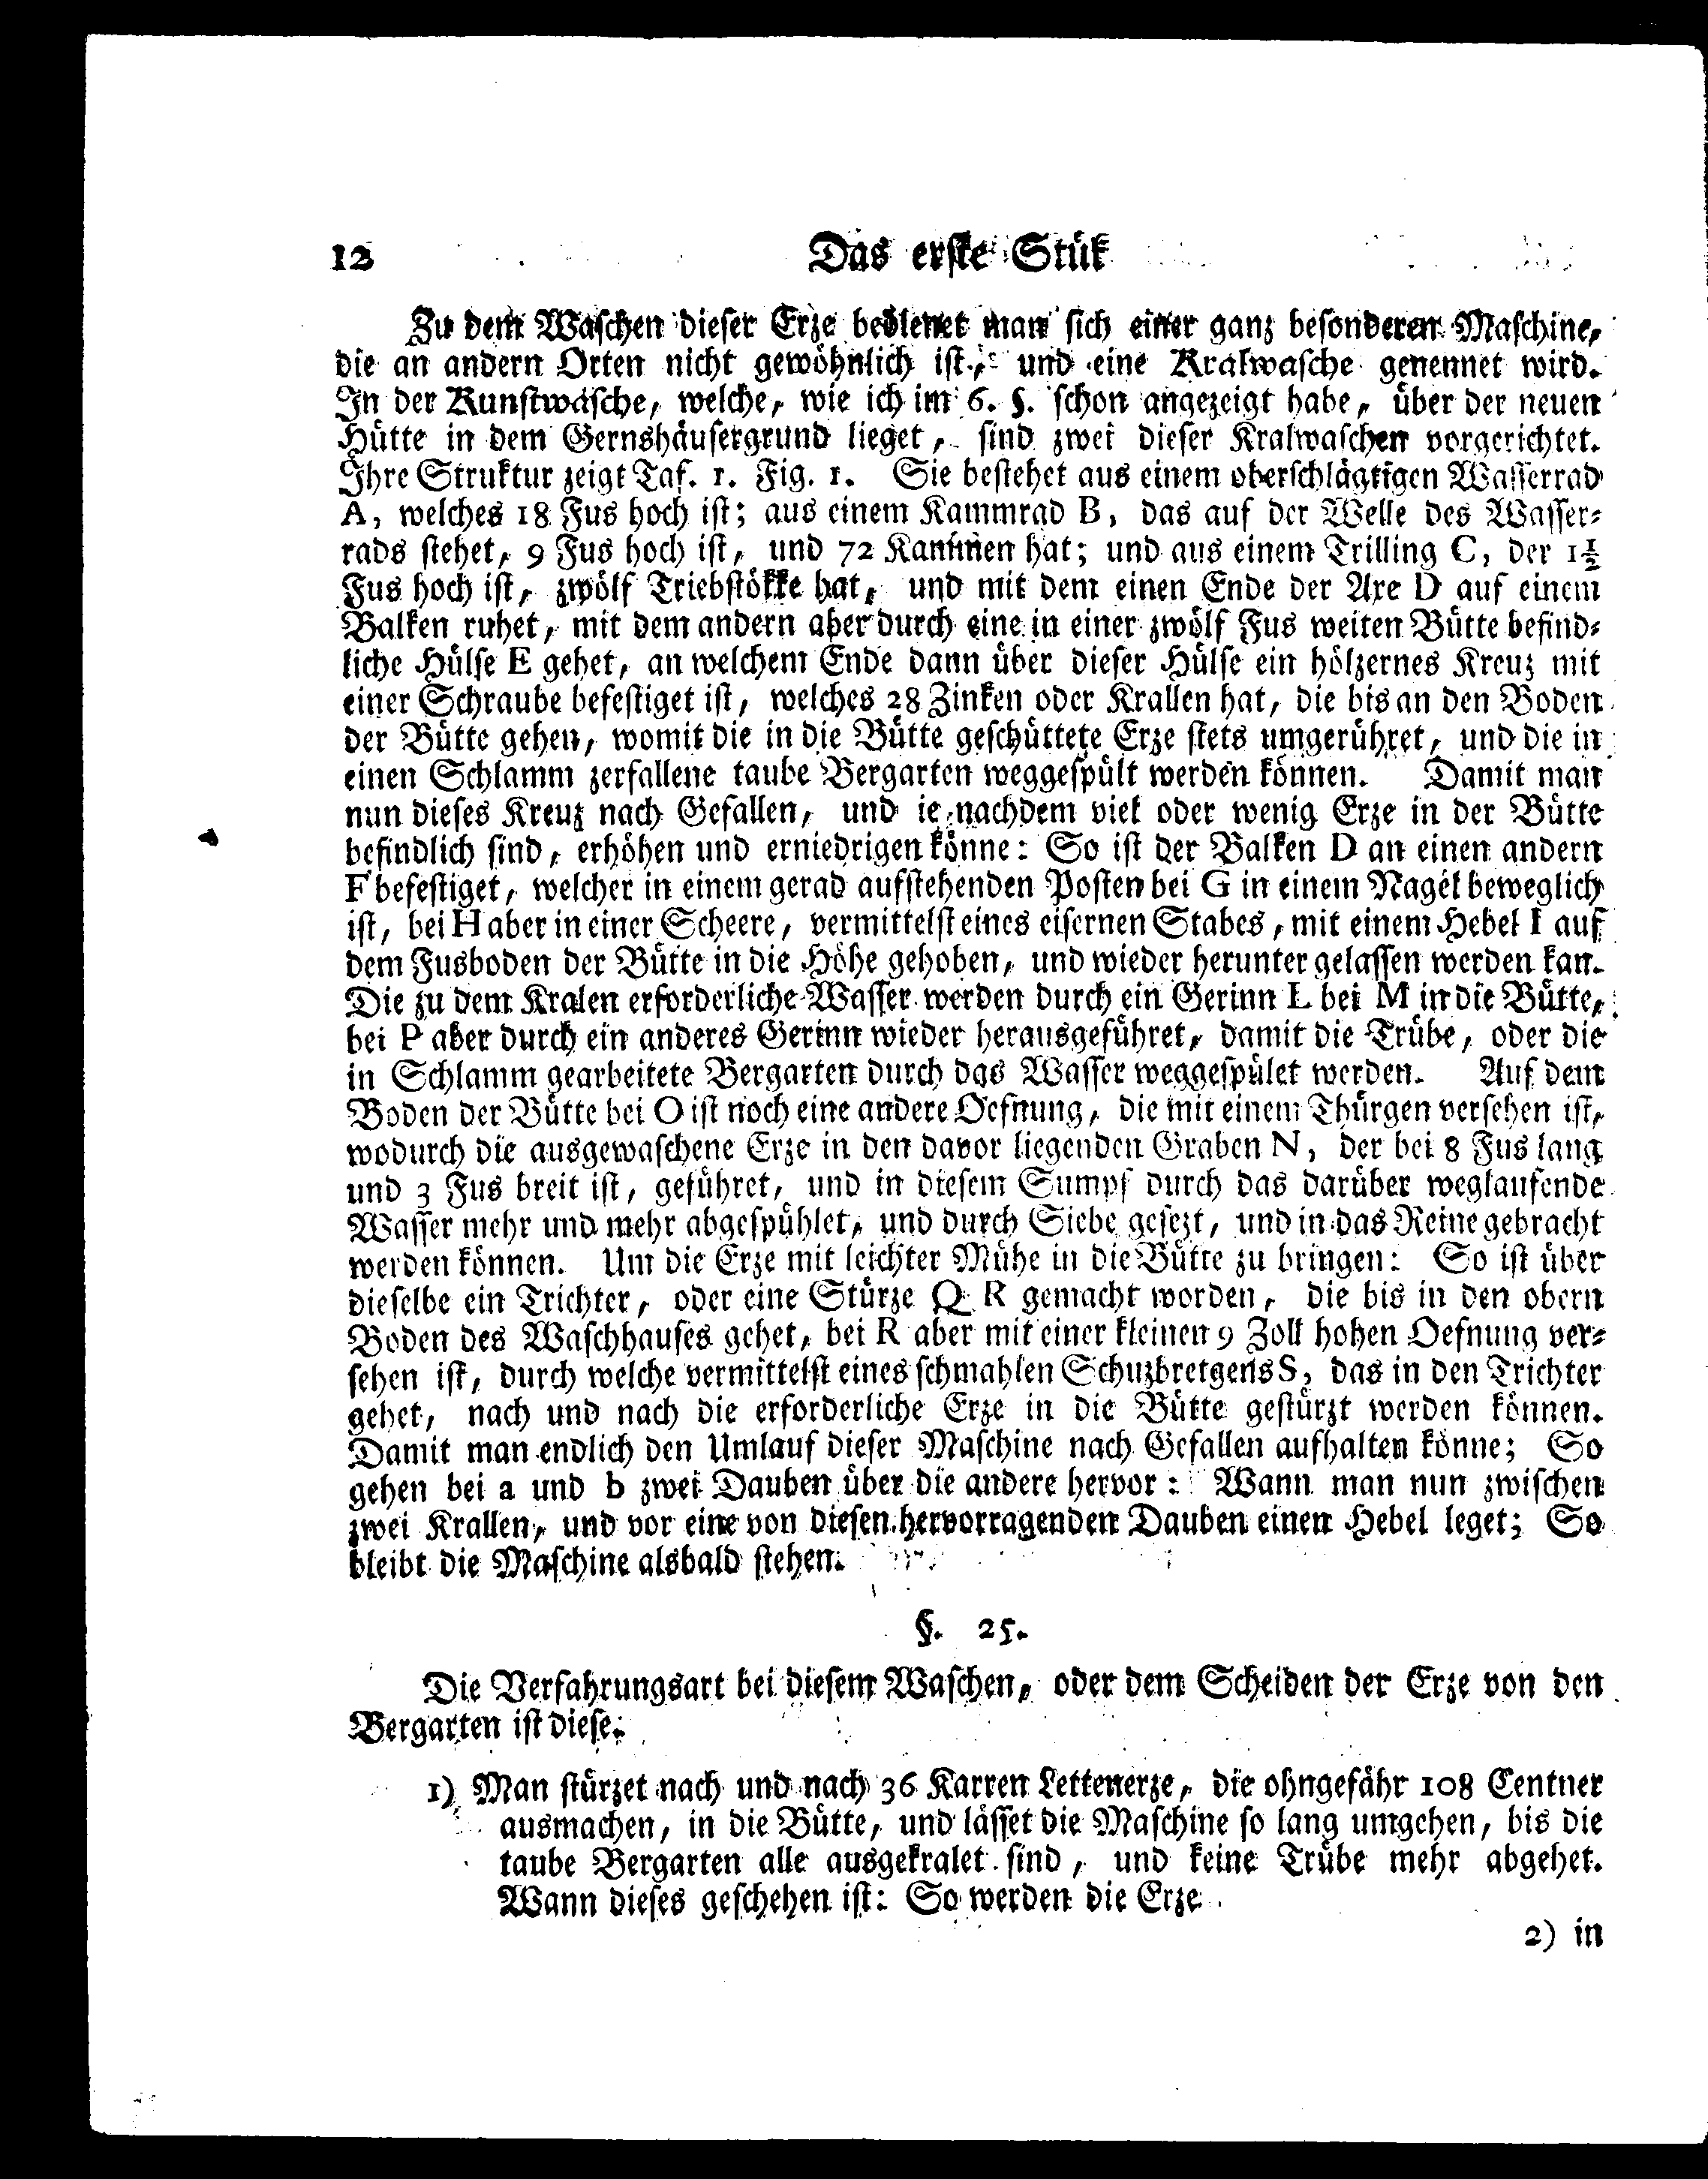 12 Das erste Stük
Zu dem Waschen dieser Erze bedienet man sich einer ganz besonderen Maschine,
die an andern Orten nicht gewöhnlich ist, und eine Kralwasche genennet wird.
In der Kunstwäsche, welche, wie ich im 6. §. schon angezeigt habe, über der neuen
Hütte in dem Gernshäusergrund lieget, sind zwei dieser Kralwaschen vorgerichtet.
Ihre Struktur zeigt Taf. 1. Fig. 1. Sie bestehet aus einem oberschlägtigen Wasserrad
A, welches 18 Fus hoch ist; aus einem Kammrad B, das auf der Welle des Wasser-
rads stehet, 9 Fus hoch ist, und 72 Kammen hat; und aus einem Trilling C, der 1½
Fus hoch ist, zwölf Triebstökke hat, und mit dem einen Ende der Axe D auf einem
Balken ruhet, mit dem andern aber durch eine in einer zwölf Fus weiten Bütte befind-
liche Hülse E gehet, an welchem Ende dann über dieser Hülse ein hölzernes Kreuz mit
einer Schraube befestiget ist, welches 28 Zinken oder Krallen hat, die bis an den Boden
der Bütte gehen, womit die in die Bütte geschüttete Erze stets umgerühret, und die in
einen Schlamm zerfallene taube Bergarten weggespült werden können. Damit man
nun dieses Kreuz nach Gefallen, und ie nachdem viel oder wenig Erze in der Bütte
befindlich sind, erhöhen und erniedrigen könne: So ist der Balken D an einen andern
F befestiget, welcher in einem gerad aufstehenden Posten bei G in einem Nagel beweglich
ist, bei H aber in einer Scheere, vermittelst eines eisernen Stabes, mit einem Hebel I auf
dem Fusboden der Bütte in die Höhe gehoben, und wieder herunter gelassen werden kan.
Die zu dem Kralen erforderliche Wasser werden durch ein Gerinn L bei M in die Bütte,
bei P aber durch ein anderes Gerinn wieder herausgeführet, damit die Trübe, oder die
in Schlamm gearbeitete Bergarten durch das Wasser weggespület werden. Auf dem
Boden der Bütte bei O ist noch eine andere Oefnung, die mit einem Thürgen versehen ist,
wodurch die ausgewaschene Erze in den davor liegenden Graben N, der bei 8 Fus lang
und 3 Fus breit ist, geführet, und in diesem Sumpf durch das darüber weglaufende
Wasser mehr und mehr abgespühlet, und durch Siebe gesezt, und in das Reine gebracht
werden können. Um die Erze mit leichter Mühe in die Bütte zu bringen: So ist über
dieselbe ein Trichter, oder eine Stürze Q R gemacht worden, die bis in den obern
Boden des Waschhauses gehet, bei R aber mit einer kleinen 9 Zoll hohen Oefnung ver-
sehen ist, durch welche vermittelst eines schmahlen Schuzbretgens S, das in den Trichter
gehet, nach und nach die erforderliche Erze in die Bütte gestürzt werden können.
Damit man endlich den Umlauf dieser Maschine nach Gefallen aufhalten könne; So
gehen bei a und b zwei Dauben über die andere hervor: Wann man nun zwischen
zwei Krallen, und vor eine von diesen hervorragenden Dauben einen Hebel leget; So
bleibt die Maschine alsbald stehen.
§. 25.
Die Verfahrungsart bei diesem Waschen, oder dem Scheiden der Erze von den
Bergarten ist diese.
1) Man stürzet nach und nach 36 Karren Lettenerze, die ohngefähr 108 Centner
ausmachen, in die Bütte, und lässet die Maschine so lang umgehen, bis die
taube Bergarten alle ausgekralet sind, und keine Trübe mehr abgehet.
Wann dieses geschehen ist: So werden die Erze
2) in